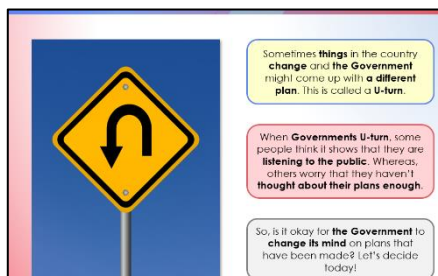 Sometimes things in the country
change and the Government
might come up with a different
plan. This is called a U-turn.
When Governments U-turn, some
people think it shows that they are
listening to the public. Whereas,
others worry that they haven't
thought about their plans enough.
So, is it okay for the Government to
change its mind on plans that
have been made? Let's decide
today!